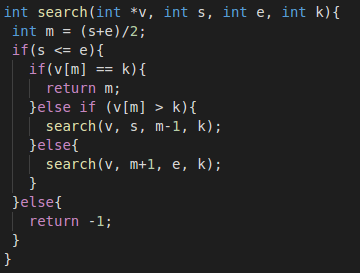 int search(int *v, int s, int e, int k){
 int m = (s+e)/2;
 if(s <= e){
   if(v[m] == k){
     return m;
   }else if (v[m] > k){
     search(v, s, m-1, k);
   }else{
     search(v, m+1, e, k);
   }
 }else{
   return -1;
 }
}